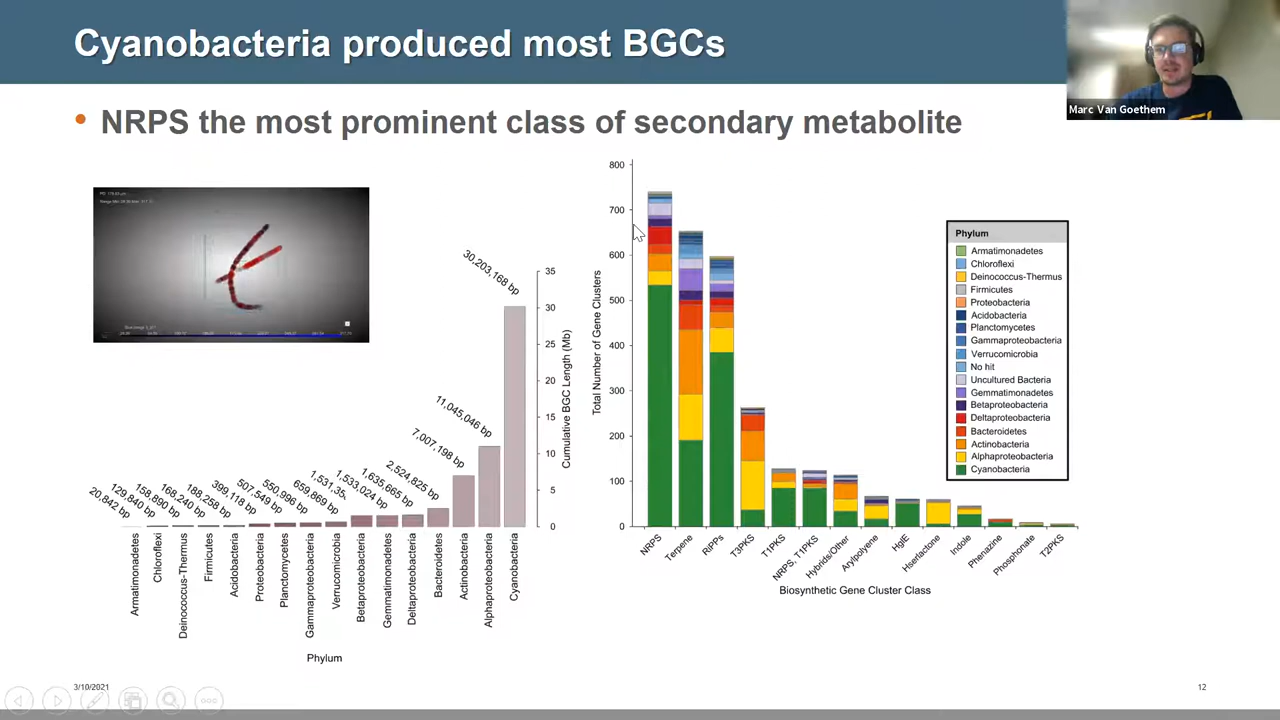 Cyanobacteria produced most BGCs
Marc Van Goethem
• NRPS the most prominent class of secondary metabolite
20,842 bp
129,840 bp
158,890 bp
168,240 bp
188,258 bp
399,118 bp
507,549 bp
550,996 bp
659,869 bp
1,531,35
1,533,024 bp
1,635,665 bp
2,524,825 bp
7,007,198 bp
11,045,046 bp
30,203,168 bp
35
30
25
20
15
10
5
0
Cumulative BGC Length (Mb)
Armatimonadetes
Chloroflexi
Deinococcus-Thermus
Firmicutes
Acidobacteria
Proteobacteria
Planctomycetes
Gammaproteobacteria
Verrucomicrobia
Betaproteobacteria
Gemmatimonadetes
Deltaproteobacteria
Bacteroidetes
Actinobacteria
Alphaproteobacteria
Cyanobacteria
Phylum
Total Number of Gene Clusters
800
700
600
500
400
300
200
100
0
NRPS
Terpene
RiPPs
T3PKS
T1PKS
NRPS, T1PKS
Hybrids/Other
Arylpolyene
HglE
Hserlactone
Indole
Phenazine
Phosphonate
T2PKS
Biosynthetic Gene Cluster Class
Phylum
Armatimonadetes
Chloroflexi
Deinococcus-Thermus
Firmicutes
Proteobacteria
Acidobacteria
Planctomycetes
Gammaproteobacteria
Verrucomicrobia
No hit
Uncultured Bacteria
Gemmatimonadetes
Betaproteobacteria
Deltaproteobacteria
Bacteroidetes
Actinobacteria
Alphaproteobacteria
Cyanobacteria
3/10/2021
12